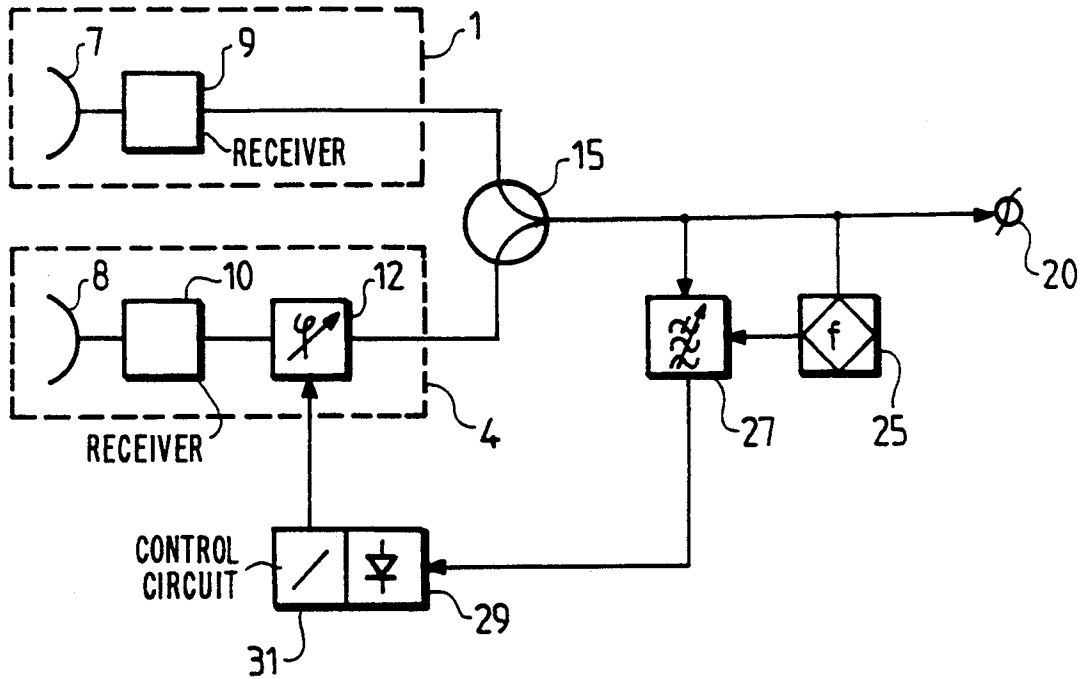 1
7
9
RECEIVER
15
20
8
10
12
φ
f
RECEIVER
4
27
25
CONTROL
CIRCUIT
29
31